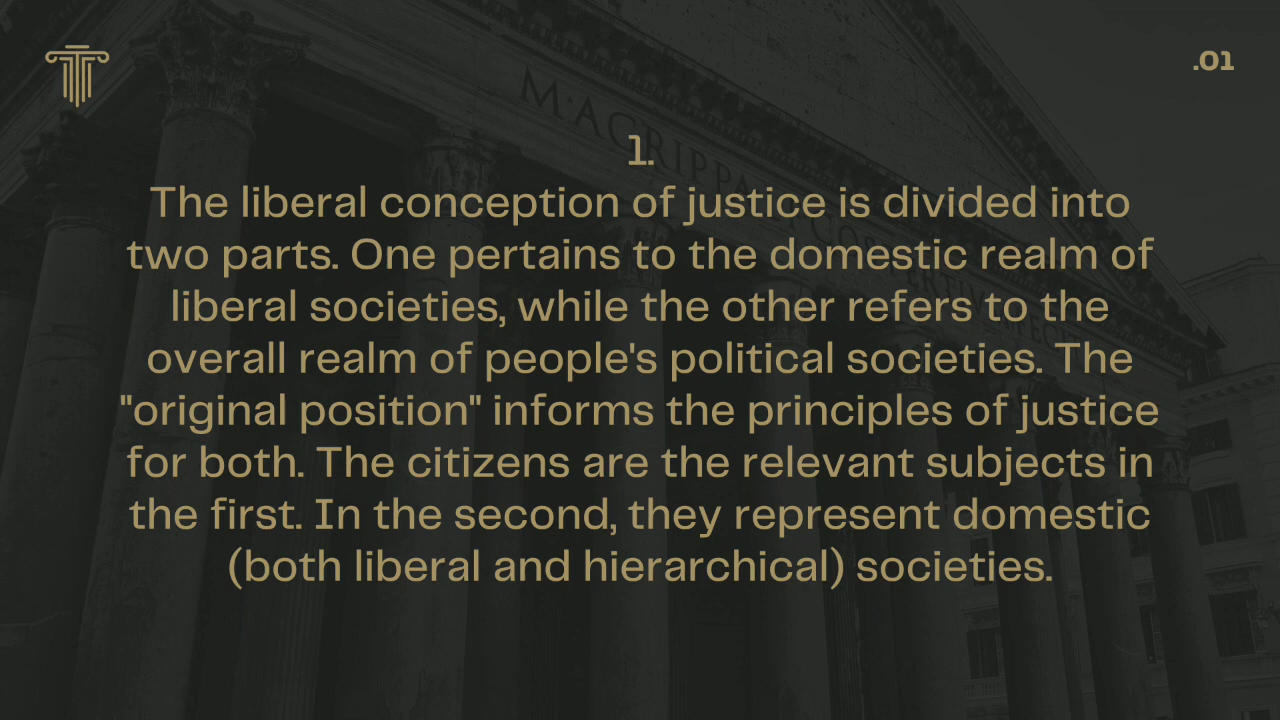 .01
1.
The liberal conception of justice is divided into
two parts. One pertains to the domestic realm of
liberal societies, while the other refers to the
overall realm of people's political societies. The
"original position" informs the principles of justice
for both. The citizens are the relevant subjects in
the first. In the second, they represent domestic
(both liberal and hierarchical) societies.
M·AGRIPPA